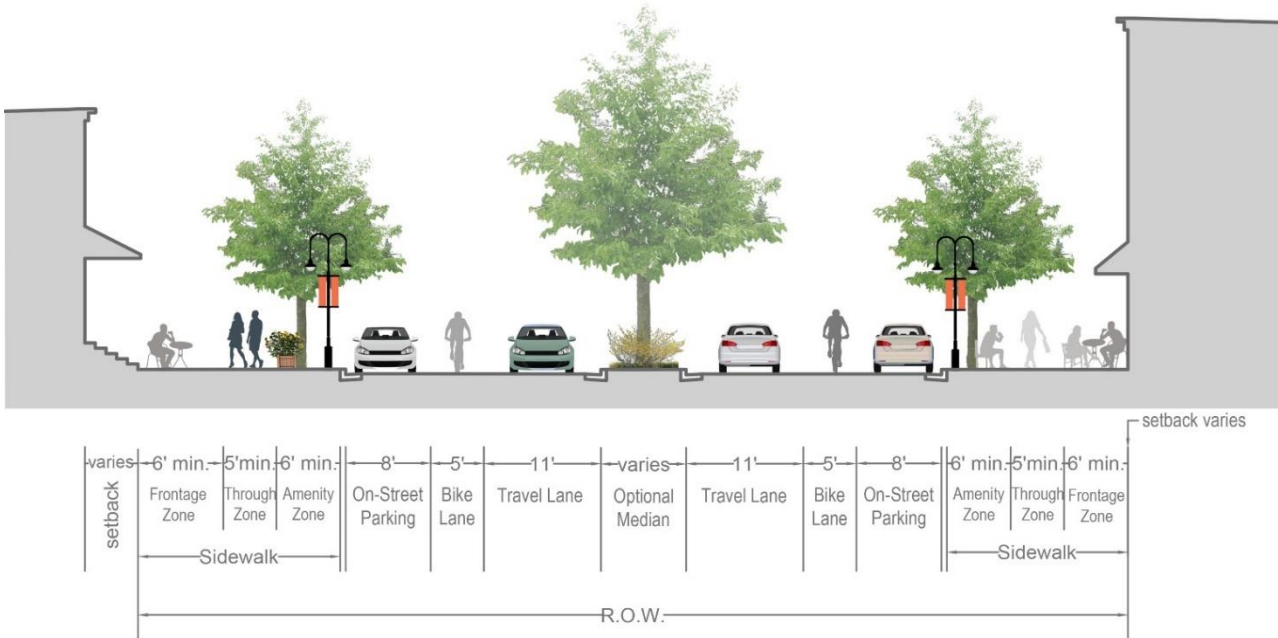 setback varies
varies 6' min. 5'min. 6' min. 8' 5' 11' varies 11' 5' 8' 6' min. 5'min. 6' min.
setback
Frontage Zone
Through Zone
Amenity Zone
On-Street Parking
Bike Lane
Travel Lane
Optional Median
Travel Lane
Bike Lane
On-Street Parking
Amenity Zone
Through Zone
Frontage Zone
Sidewalk
Sidewalk
R.O.W.